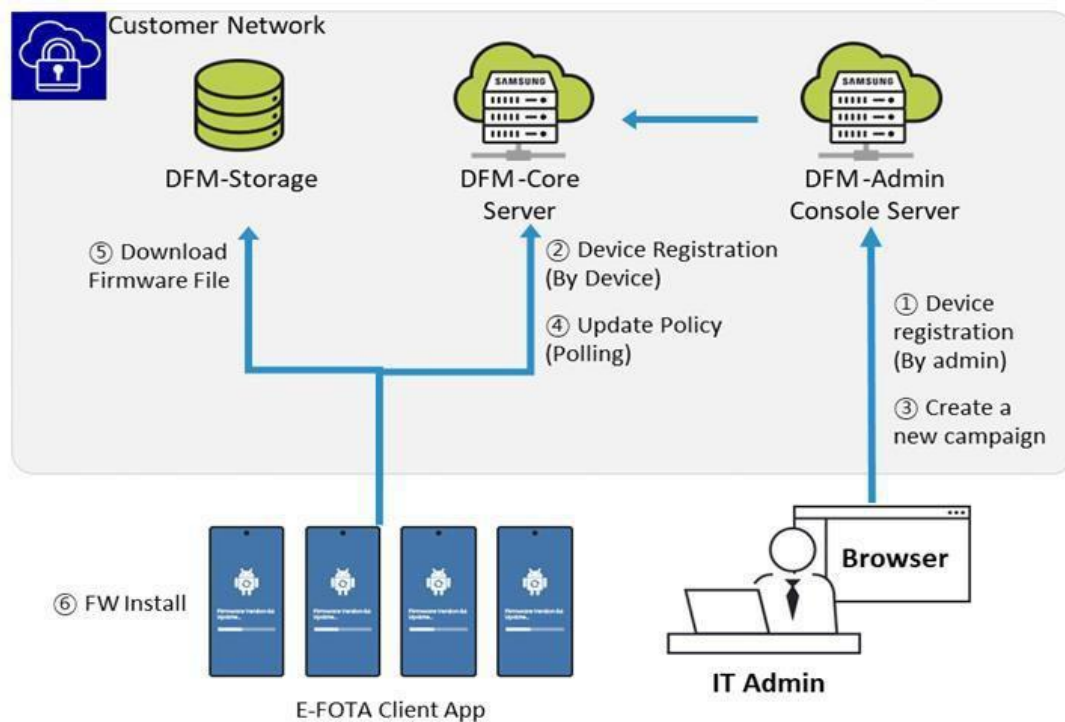 Customer Network
SAMSUNG
SAMSUNG
DFM-Storage
DFM-Core
Server
DFM-Admin
Console Server
⑤ Download
Firmware File
② Device Registration
(By Device)
④ Update Policy
(Polling)
① Device
registration
(By admin)
③ Create a
new campaign
⑥ FW Install
Browser
IT Admin
E-FOTA Client App